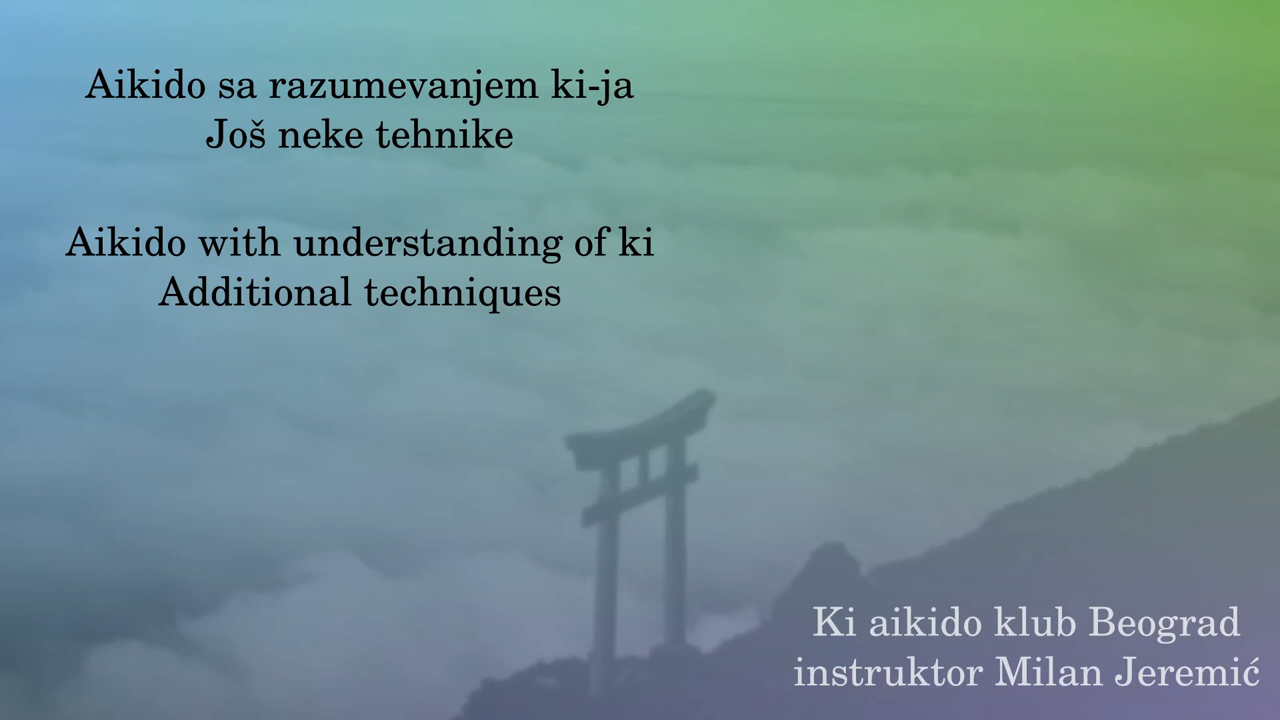 Aikido sa razumevanjem ki-ja
Još neke tehnike
Aikido with understanding of ki
Additional techniques
Ki aikido klub Beograd
instruktor Milan Jeremić